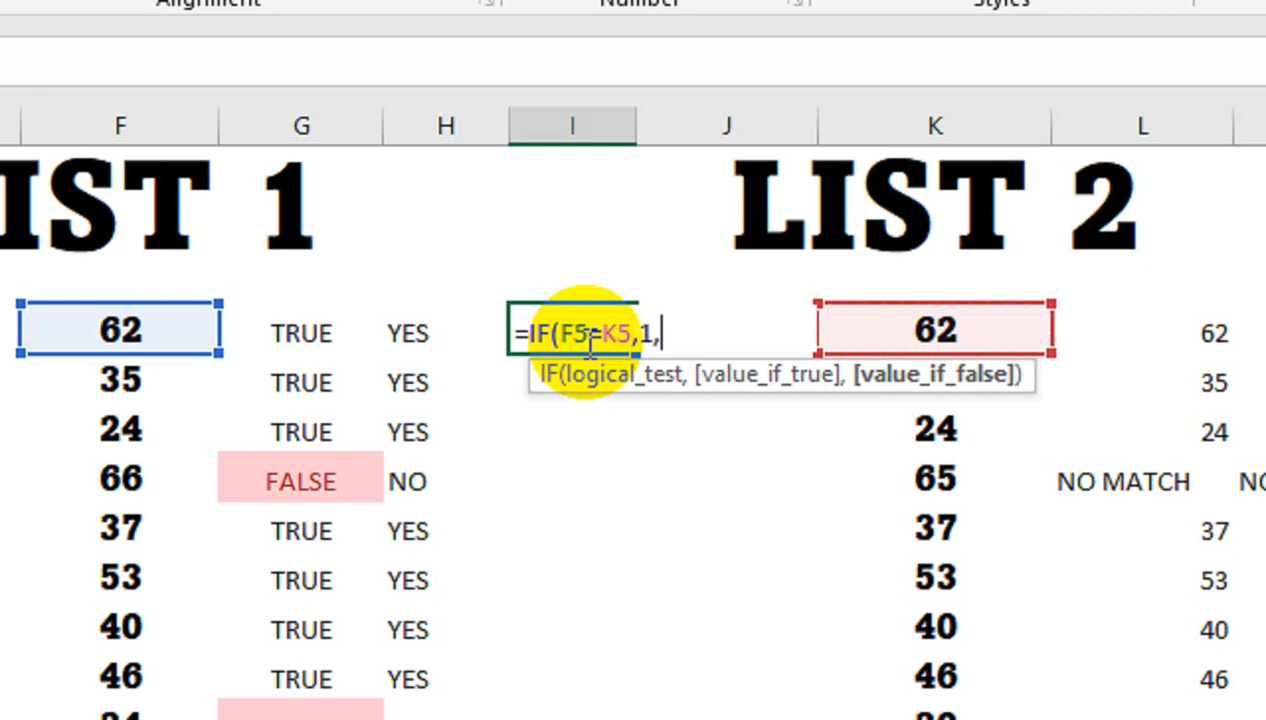 Alignment Number Styles
F G H I J K L
IST 1 LIST 2
62 TRUE YES =IF(F5=K5,1, 62 62
IF(logical_test, [value_if_true], [value_if_false])
35 TRUE YES 35
24 TRUE YES 24 24
66 FALSE NO 65 NO MATCH NO
37 TRUE YES 37 37
53 TRUE YES 53 53
40 TRUE YES 40 40
46 TRUE YES 46 46